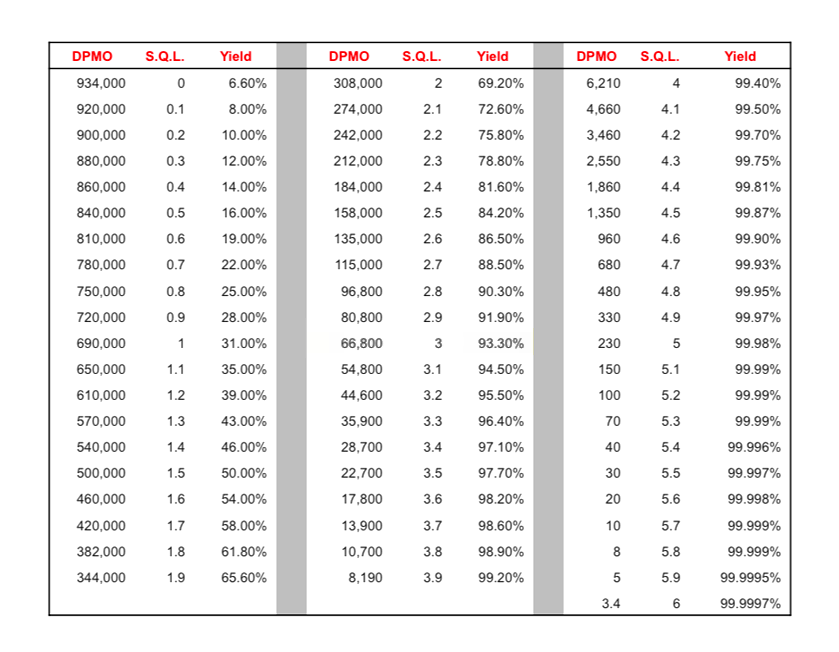 DPMO S.Q.L. Yield DPMO S.Q.L. Yield DPMO S.Q.L. Yield
934,000 0 6.60% 308,000 2 69.20% 6,210 4 99.40%
920,000 0.1 8.00% 274,000 2.1 72.60% 4,660 4.1 99.50%
900,000 0.2 10.00% 242,000 2.2 75.80% 3,460 4.2 99.70%
880,000 0.3 12.00% 212,000 2.3 78.80% 2,550 4.3 99.75%
860,000 0.4 14.00% 184,000 2.4 81.60% 1,860 4.4 99.81%
840,000 0.5 16.00% 158,000 2.5 84.20% 1,350 4.5 99.87%
810,000 0.6 19.00% 135,000 2.6 86.50% 960 4.6 99.90%
780,000 0.7 22.00% 115,000 2.7 88.50% 680 4.7 99.93%
750,000 0.8 25.00% 96,800 2.8 90.30% 480 4.8 99.95%
720,000 0.9 28.00% 80,800 2.9 91.90% 330 4.9 99.97%
690,000 1 31.00% 66,800 3 93.30% 230 5 99.98%
650,000 1.1 35.00% 54,800 3.1 94.50% 150 5.1 99.99%
610,000 1.2 39.00% 44,600 3.2 95.50% 100 5.2 99.99%
570,000 1.3 43.00% 35,900 3.3 96.40% 70 5.3 99.99%
540,000 1.4 46.00% 28,700 3.4 97.10% 40 5.4 99.996%
500,000 1.5 50.00% 22,700 3.5 97.70% 30 5.5 99.997%
460,000 1.6 54.00% 17,800 3.6 98.20% 20 5.6 99.998%
420,000 1.7 58.00% 13,900 3.7 98.60% 10 5.7 99.999%
382,000 1.8 61.80% 10,700 3.8 98.90% 8 5.8 99.999%
344,000 1.9 65.60% 8,190 3.9 99.20% 5 5.9 99.9995%
3.4 6 99.9997%